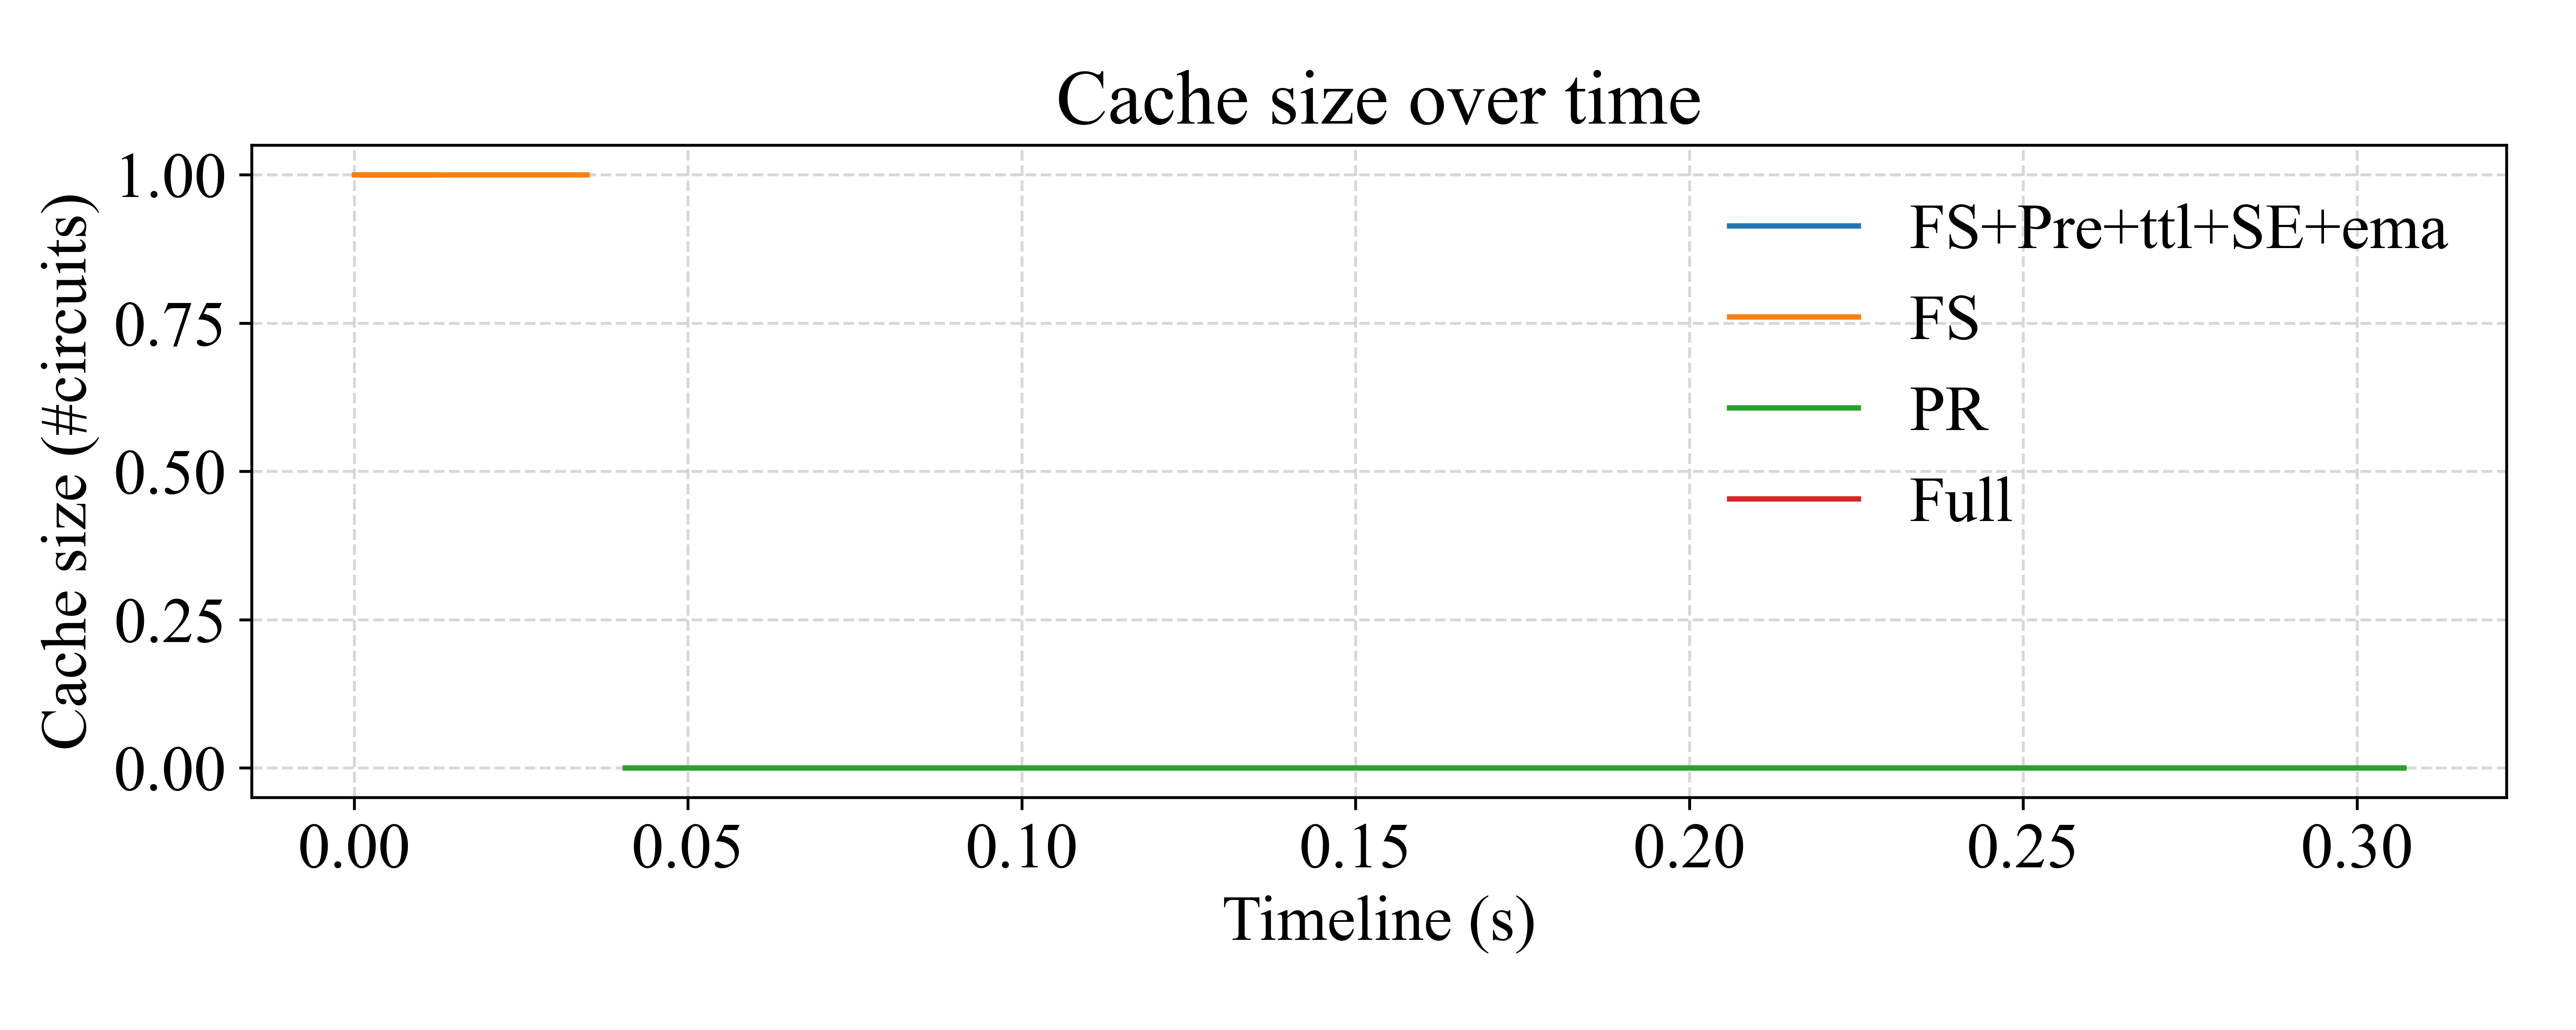 Cache size over time
Cache size (#circuits)
1.00
0.75
0.50
0.25
0.00
FS+Pre+ttl+SE+ema
FS
PR
Full
0.00 0.05 0.10 0.15 0.20 0.25 0.30
Timeline (s)